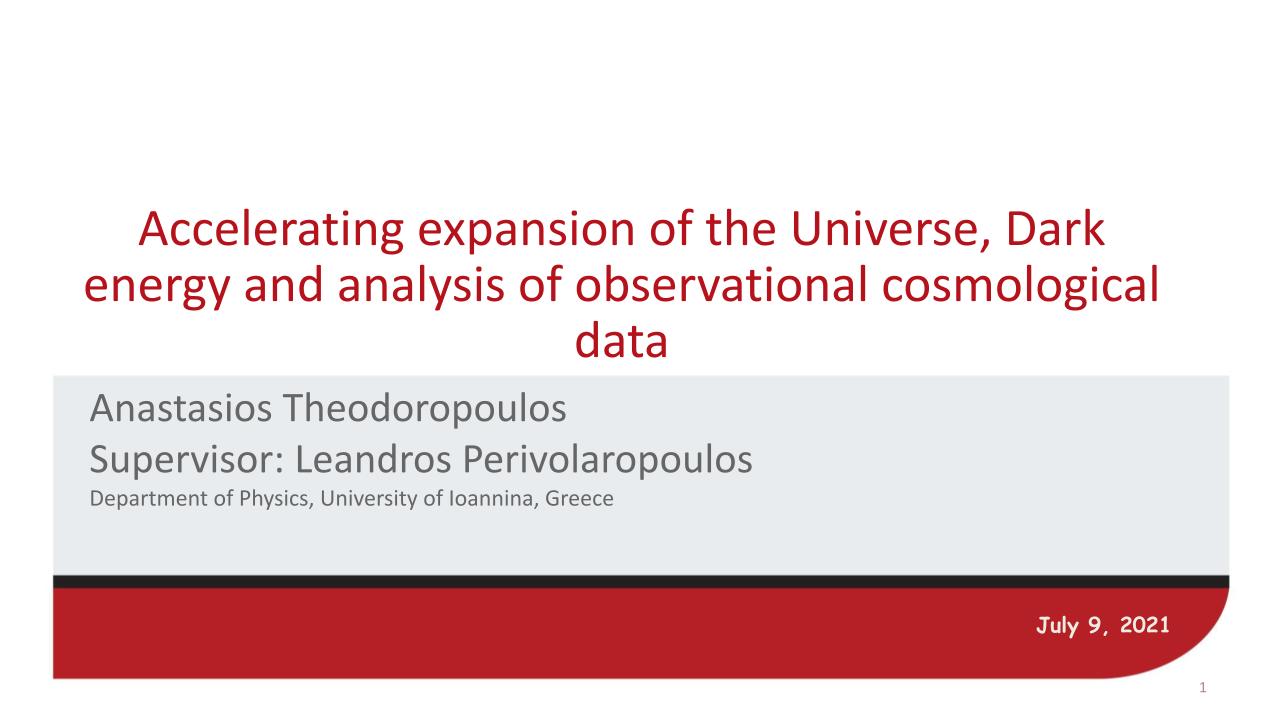 Accelerating expansion of the Universe, Dark
energy and analysis of observational cosmological
data
Anastasios Theodoropoulos
Supervisor: Leandros Perivolaropoulos
Department of Physics, University of Ioannina, Greece
July 9, 2021
1